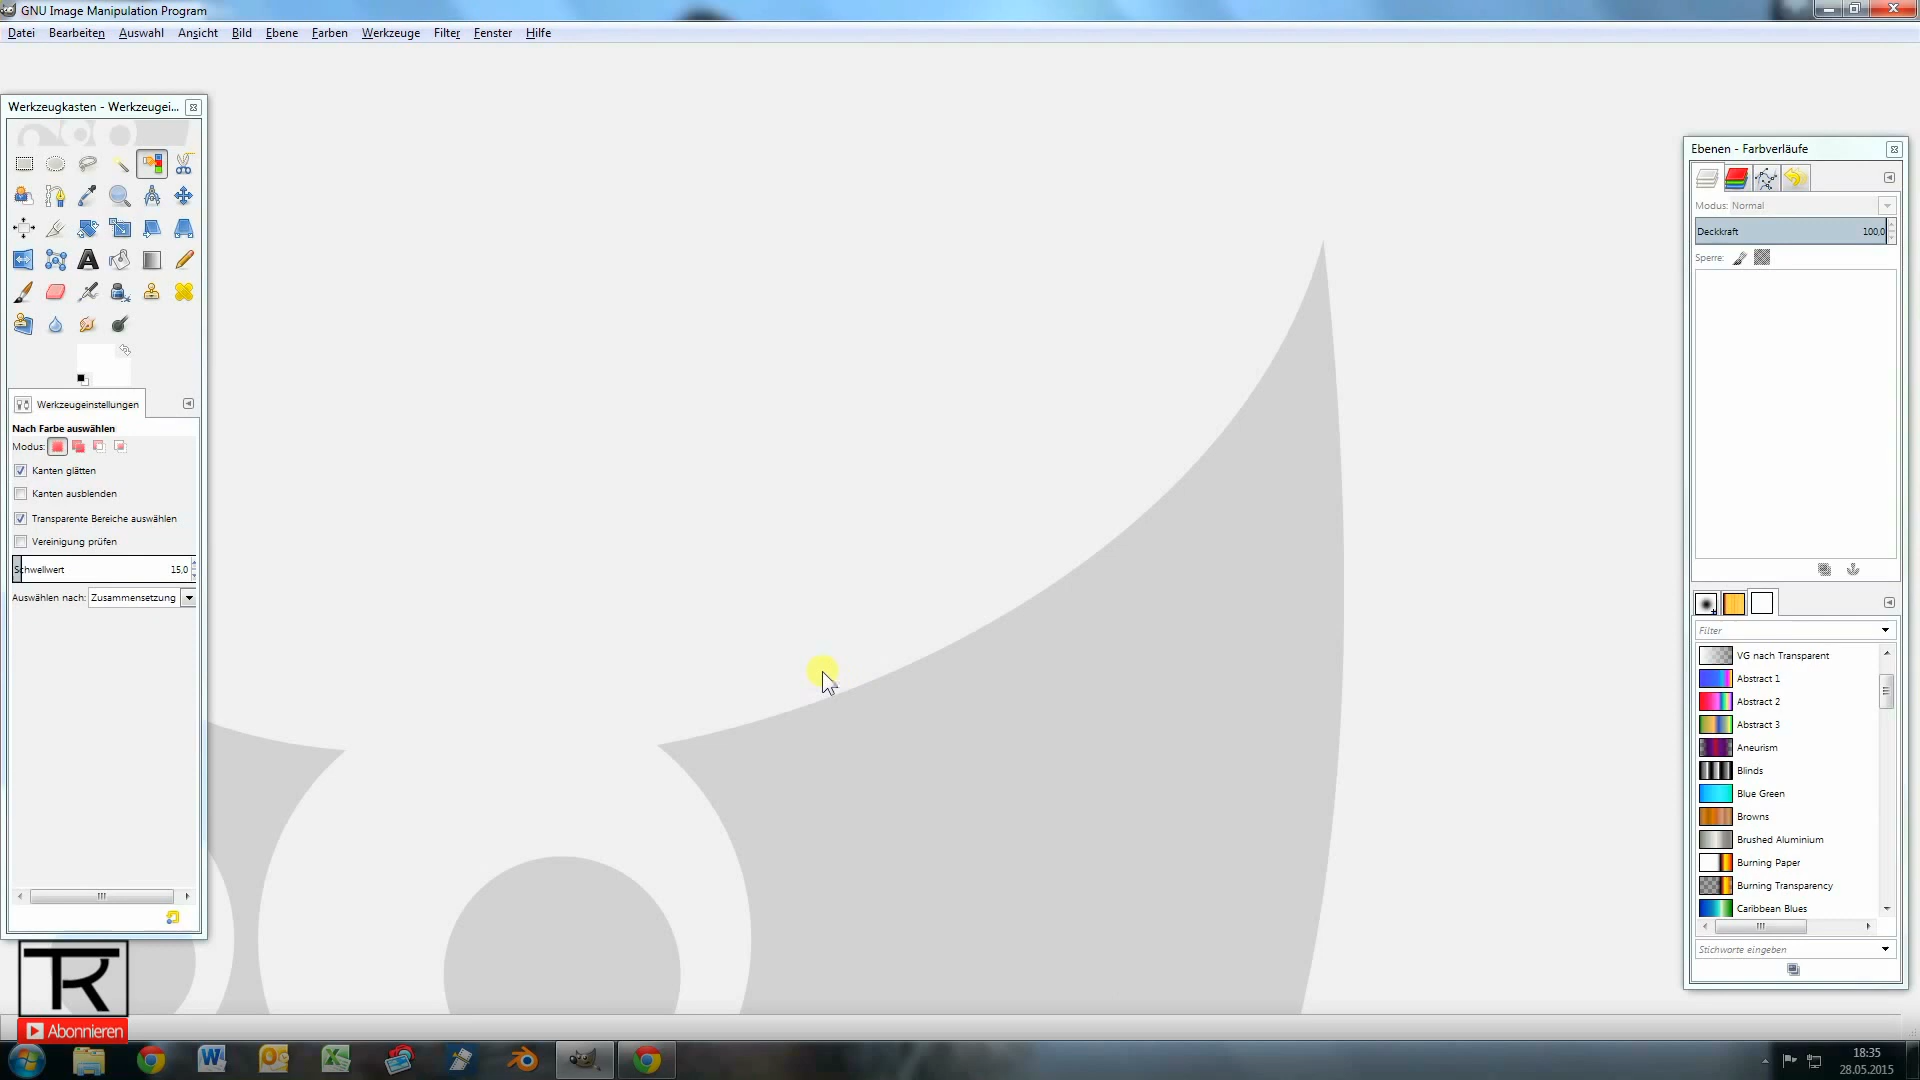 GNU Image Manipulation Program
Datei Bearbeiten Auswahl Ansicht Bild Ebene Farben Werkzeuge Filter Fenster Hilfe
Werkzeugkasten - Werkzeugei...
Werkzeugeinstellungen
Nach Farbe auswählen
Modus:
Kanten glätten
Kanten ausblenden
Transparente Bereiche auswählen
Vereinigung prüfen
Schwellwert 15,0
Auswählen nach: Zusammensetzung
Ebenen - Farbverläufe
Modus: Normal
Deckkraft 100,0
Sperre:
Filter
VG nach Transparent
Abstract 1
Abstract 2
Abstract 3
Aneurism
Blinds
Blue Green
Browns
Brushed Aluminium
Burning Paper
Burning Transparency
Caribbean Blues
Stichworte eingeben
TR
Abonnieren
18:35
28.05.2015